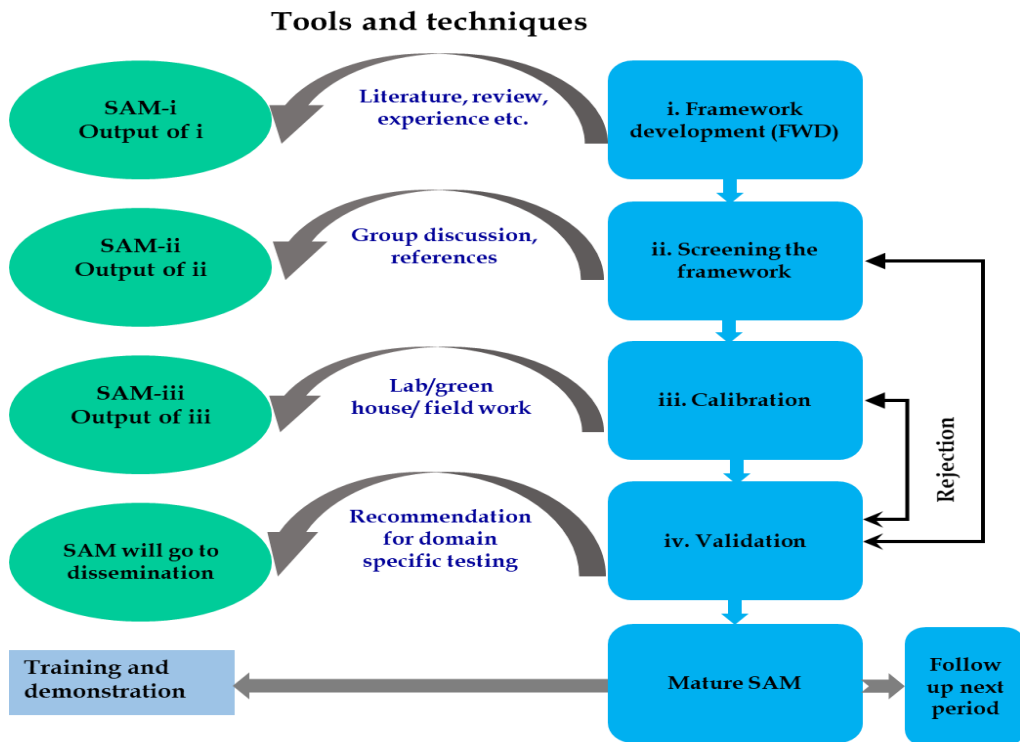 Tools and techniques
SAM-i
Output of i
Literature, review,
experience etc.
i. Framework
development (FWD)
SAM-ii
Output of ii
Group discussion,
references
ii. Screening the
framework
SAM-iii
Output of iii
Lab/green
house/ field work
iii. Calibration
Rejection
SAM will go to
dissemination
Recommendation
for domain
specific testing
iv. Validation
Training and
demonstration
Mature SAM
Follow
up next
period